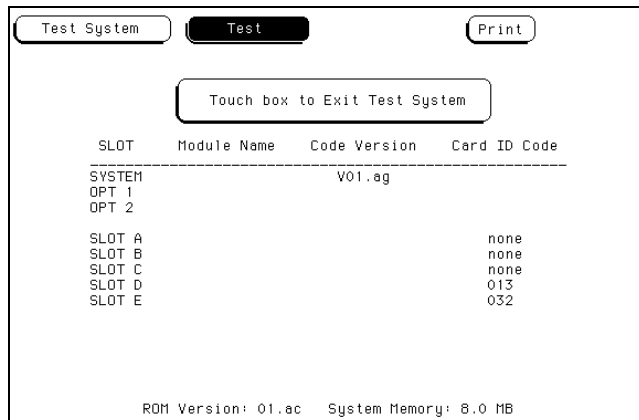 Test System Test Print
Touch box to Exit Test System
SLOT Module Name Code Version Card ID Code
SYSTEM V01.ag
OPT 1
OPT 2
SLOT A none
SLOT B none
SLOT C none
SLOT D 013
SLOT E 032
ROM Version: 01.ac System Memory: 8.0 MB